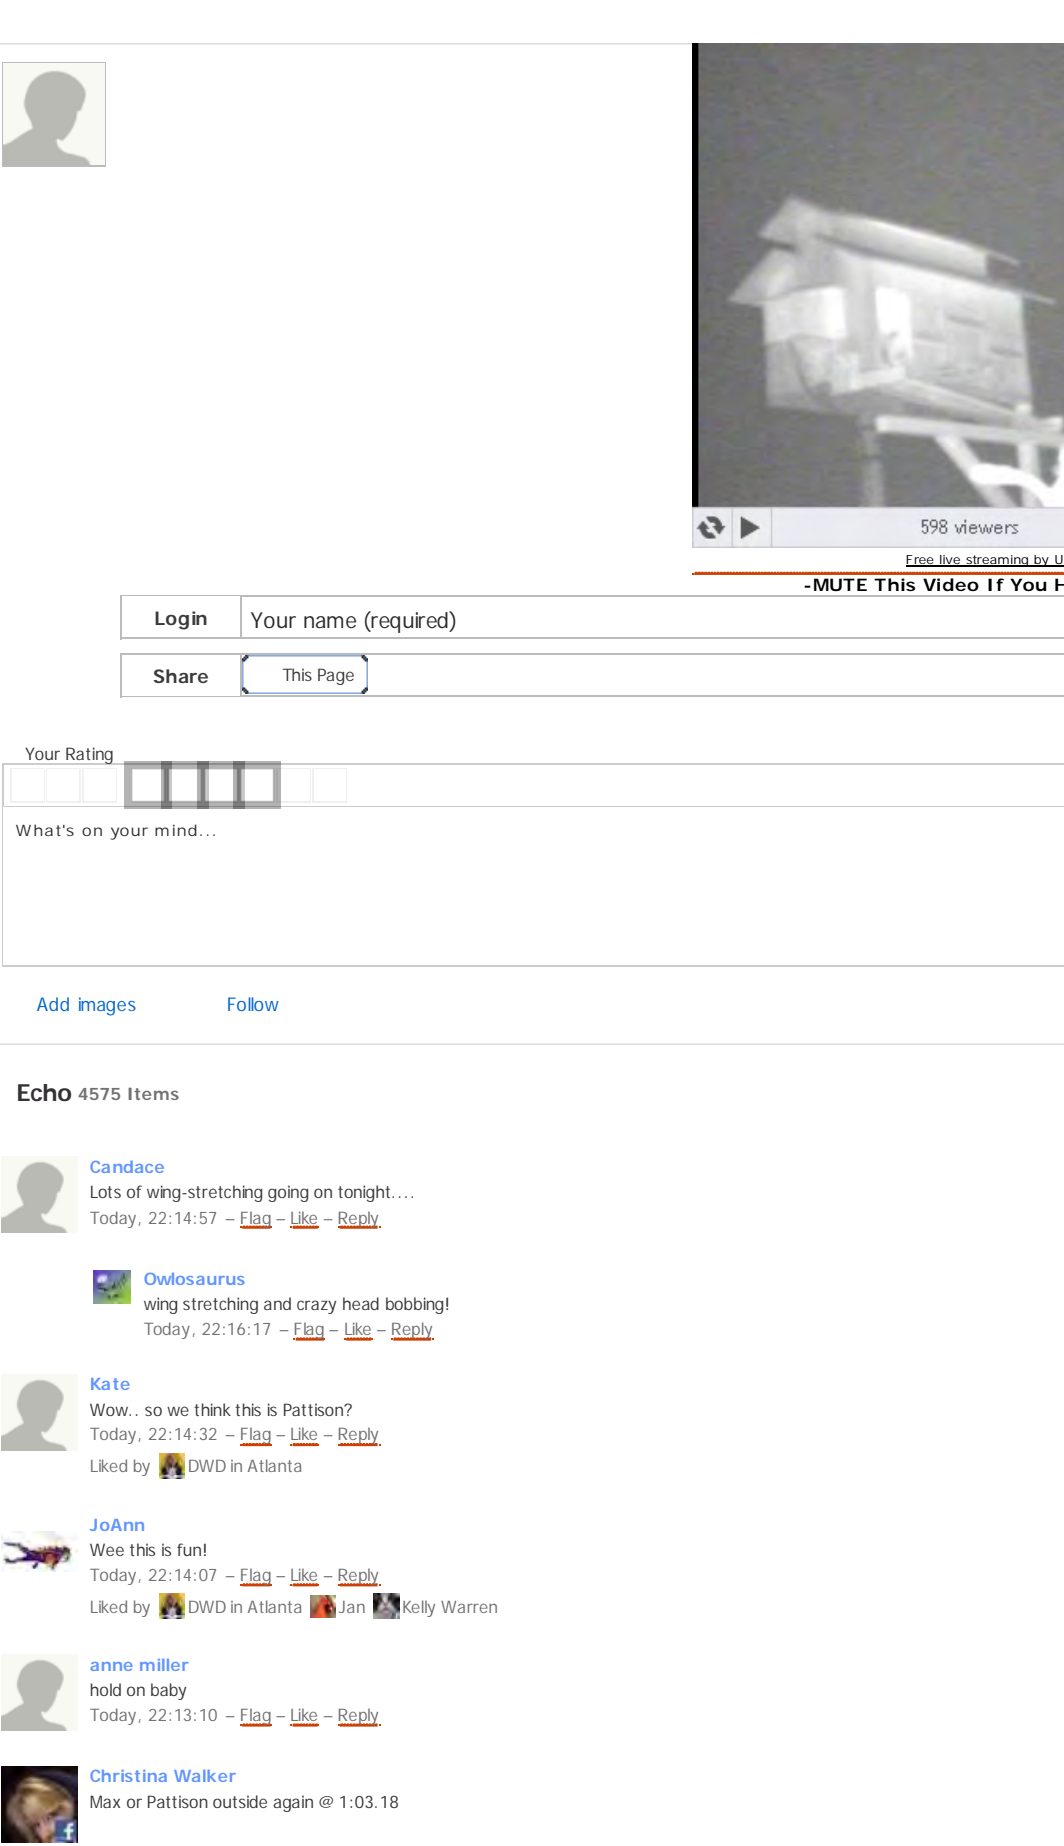 598 viewers
Free live streaming by U
-MUTE This Video If You H
Login Your name (required)
Share This Page
Your Rating
What's on your mind...
Add images Follow
Echo 4575 Items
Candace
Lots of wing-stretching going on tonight....
Today, 22:14:57 – Flag – Like – Reply
Owlosaurus
wing stretching and crazy head bobbing!
Today, 22:16:17 – Flag – Like – Reply
Kate
Wow.. so we think this is Pattison?
Today, 22:14:32 – Flag – Like – Reply
Liked by DWD in Atlanta
JoAnn
Wee this is fun!
Today, 22:14:07 – Flag – Like – Reply
Liked by DWD in Atlanta Jan Kelly Warren
anne miller
hold on baby
Today, 22:13:10 – Flag – Like – Reply
Christina Walker
Max or Pattison outside again @ 1:03.18